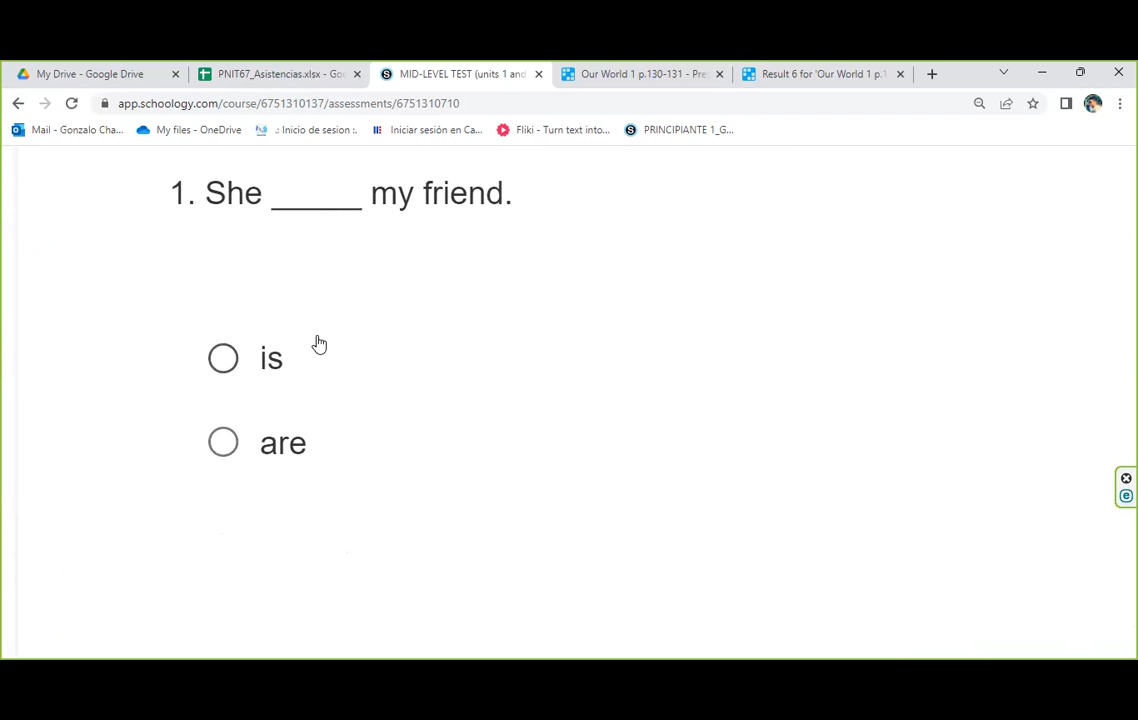 My Drive - Google Drive
PNIT67_Asistencias.xlsx - Goo
MID-LEVEL TEST (units 1 and
Our World 1 p.130-131 - Pre
Result 6 for 'Our World 1 p.1
app.schoology.com/course/6751310137/assessments/6751310710
Mail - Gonzalo Cha...
My files - OneDrive
.: Inicio de sesion :.
Iniciar sesión en Ca...
Fliki - Turn text into...
PRINCIPIANTE 1_G...
1. She _____ my friend.
is
are